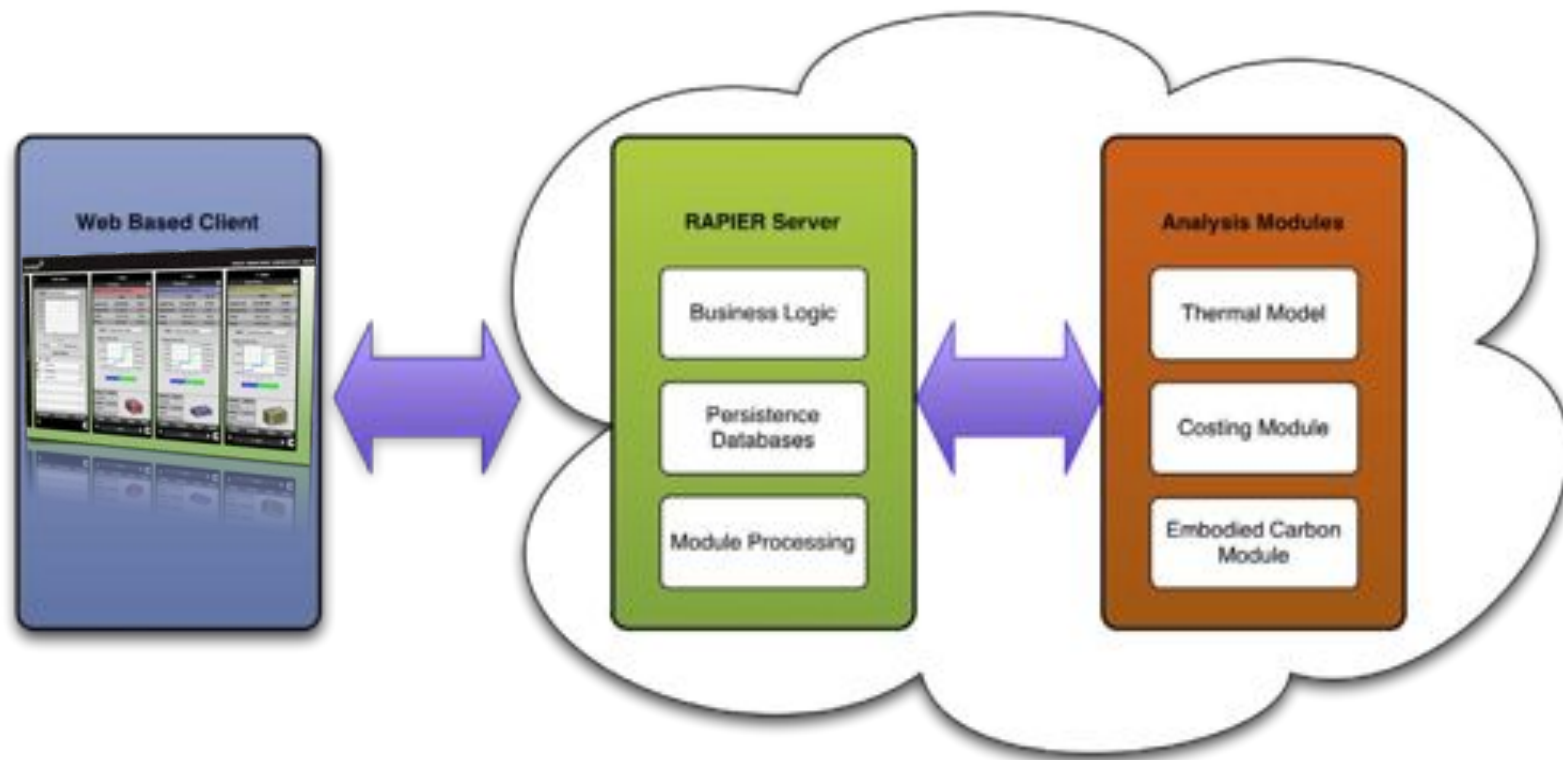 Web Based Client
RAPIER Server
Business Logic
Persistence
Databases
Module Processing
Analysis Modules
Thermal Model
Costing Module
Embodied Carbon
Module